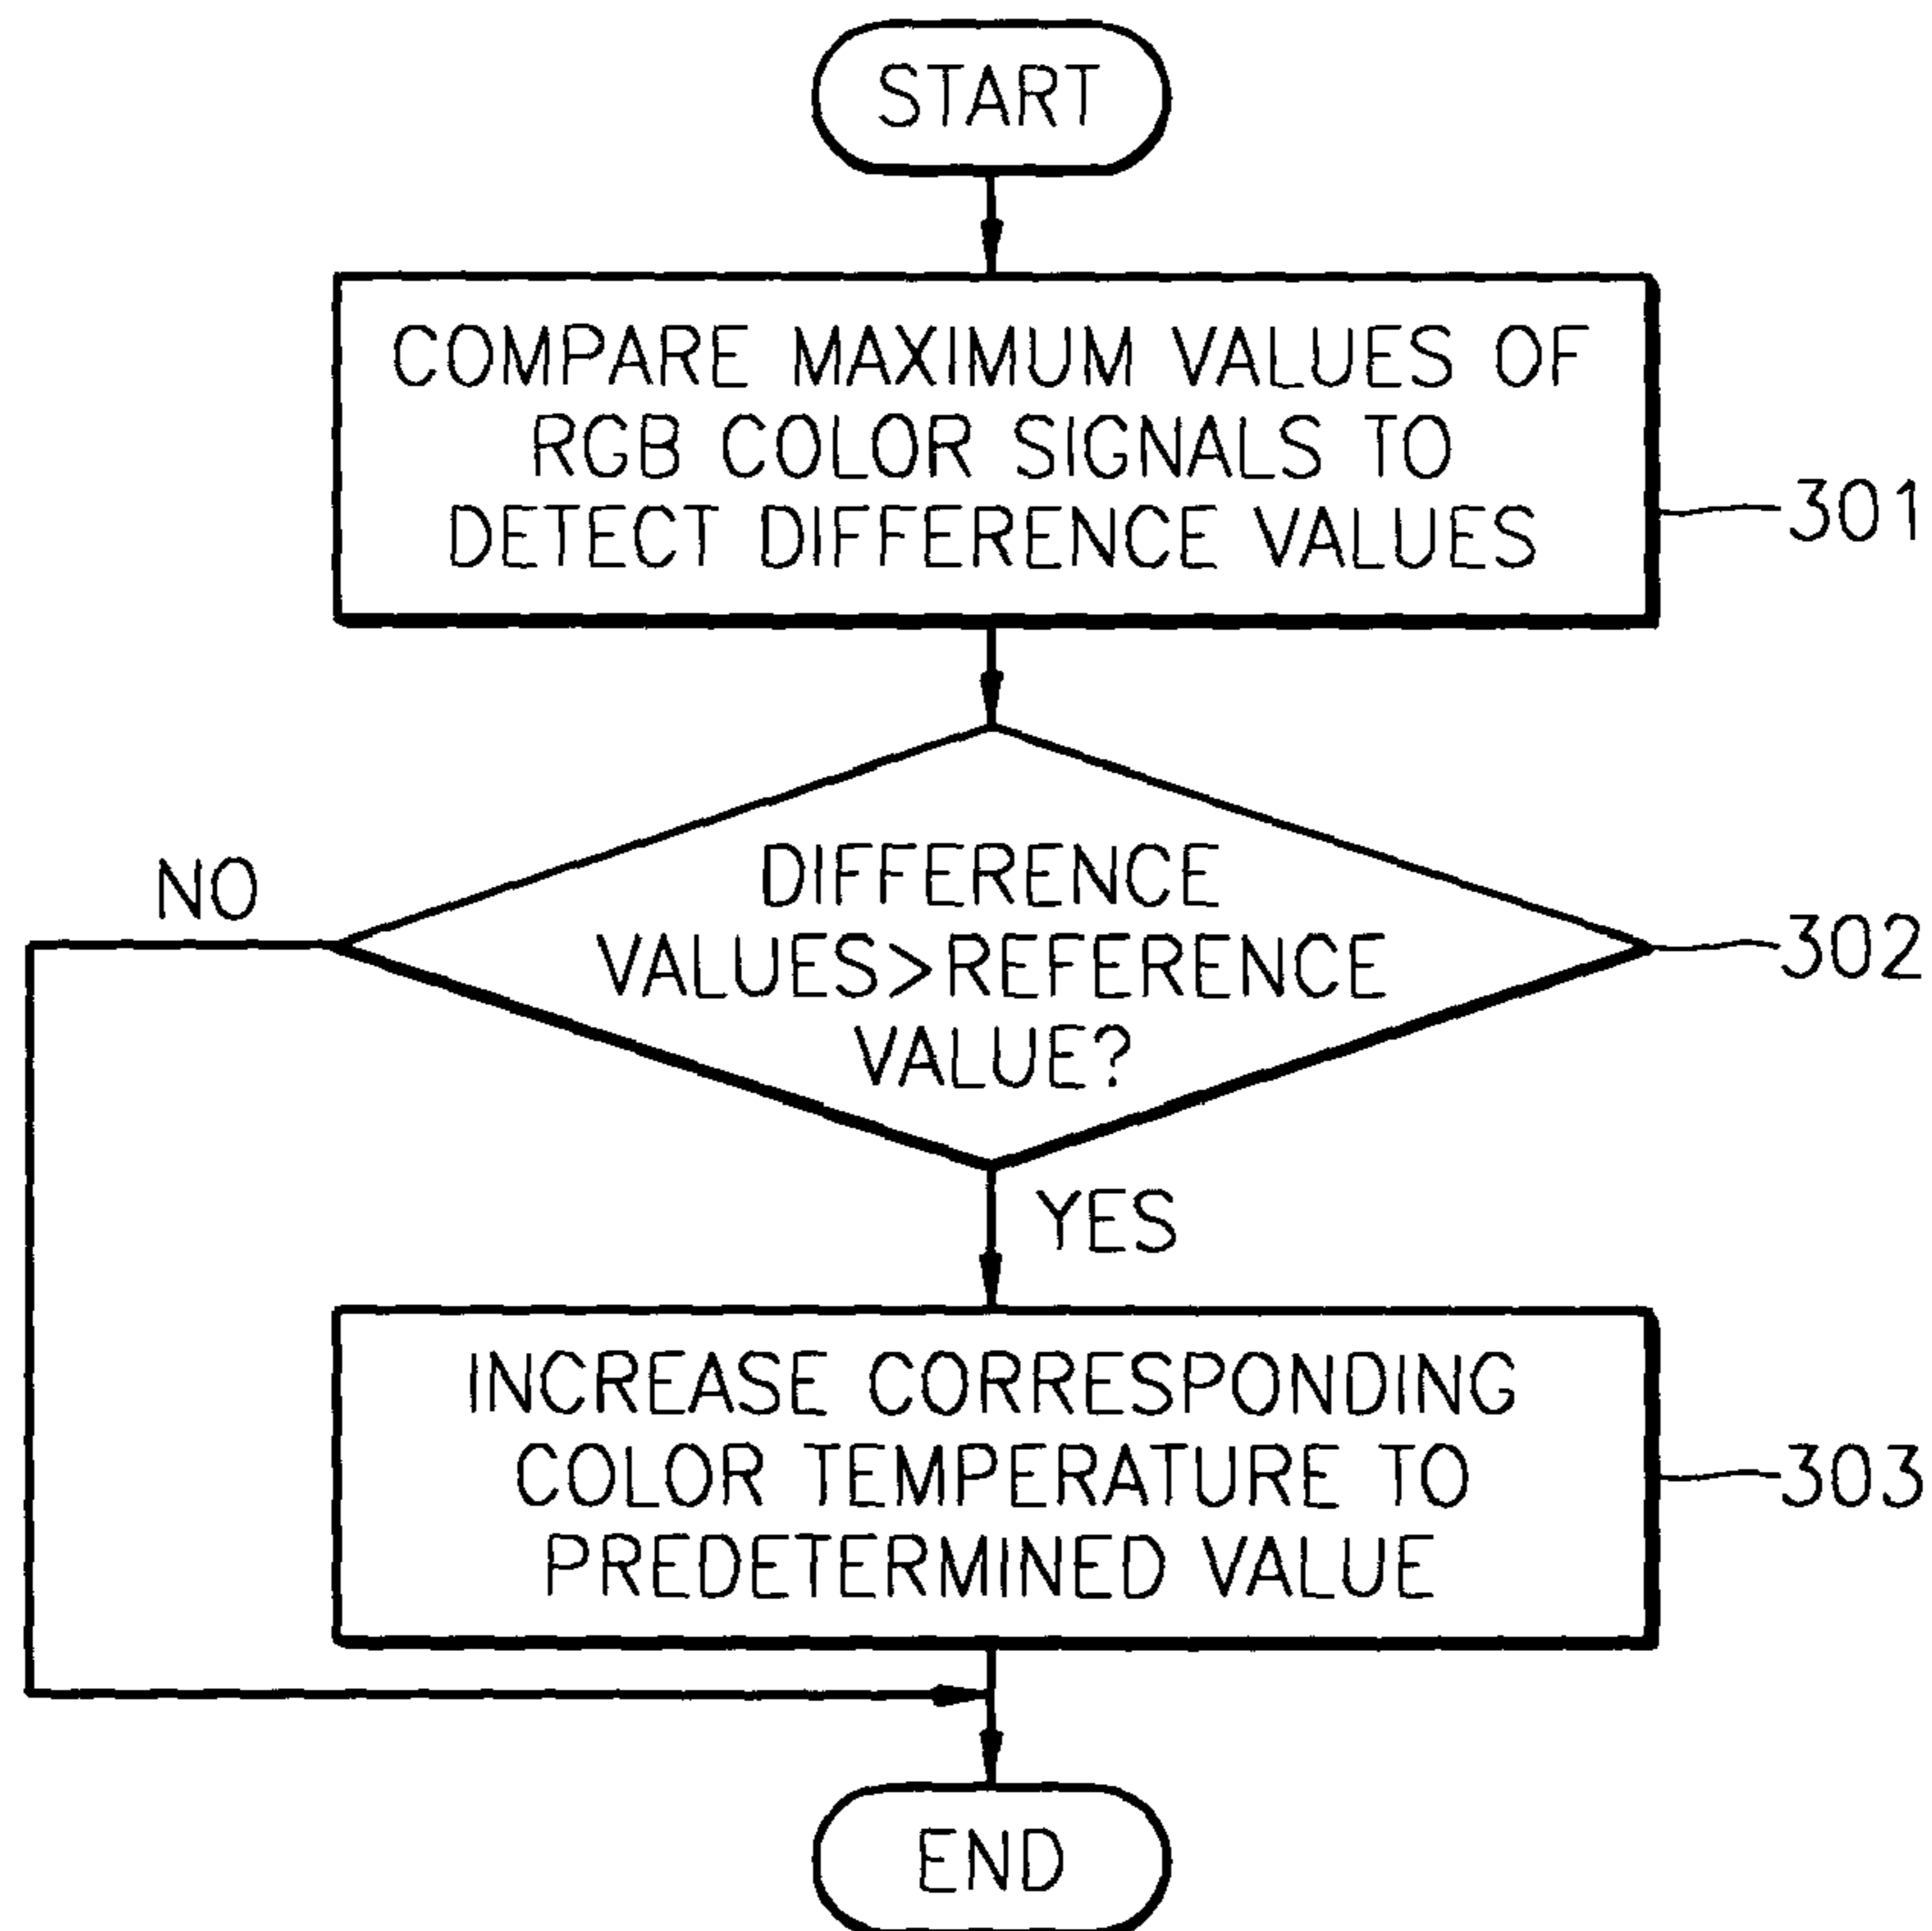 START
COMPARE MAXIMUM VALUES OF
RGB COLOR SIGNALS TO
DETECT DIFFERENCE VALUES
301
DIFFERENCE
VALUES>REFERENCE
VALUE?
302
NO
YES
INCREASE CORRESPONDING
COLOR TEMPERATURE TO
PREDETERMINED VALUE
303
END